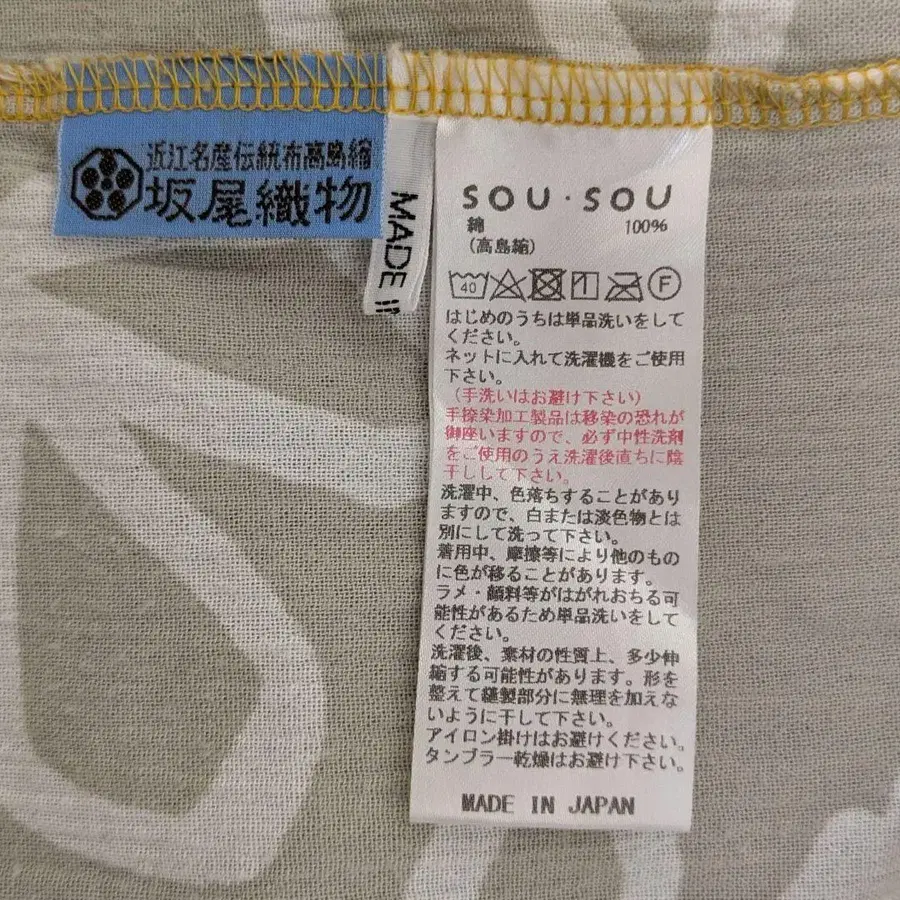 近江名産伝統布高島縮
坂尾織物
MADE I
SOU・SOU
綿 100%
(高島縮)
40 F
はじめのうちは単品洗いをして
ください。
ネットに入れて洗濯機をご使用
下さい。
(手洗いはお避け下さい)
手捺染加工製品は移染の恐れが
御座いますので、必ず中性洗剤
をご使用のうえ洗濯後直ちに陰
干しして下さい。
洗濯中、色落ちすることがあり
ますので、白または淡色物とは
別にして洗って下さい。
着用中、摩擦等により他のもの
に色が移ることがあります。
ラメ・顔料等がはがれおちる可
能性があるため単品洗いをして
ください。
洗濯後、素材の性質上、多少伸
縮する可能性があります。形を
整えて縫製部分に無理を加えな
いように干して下さい。
アイロン掛けはお避けください。
タンブラー乾燥はお避け下さい。
MADE IN JAPAN